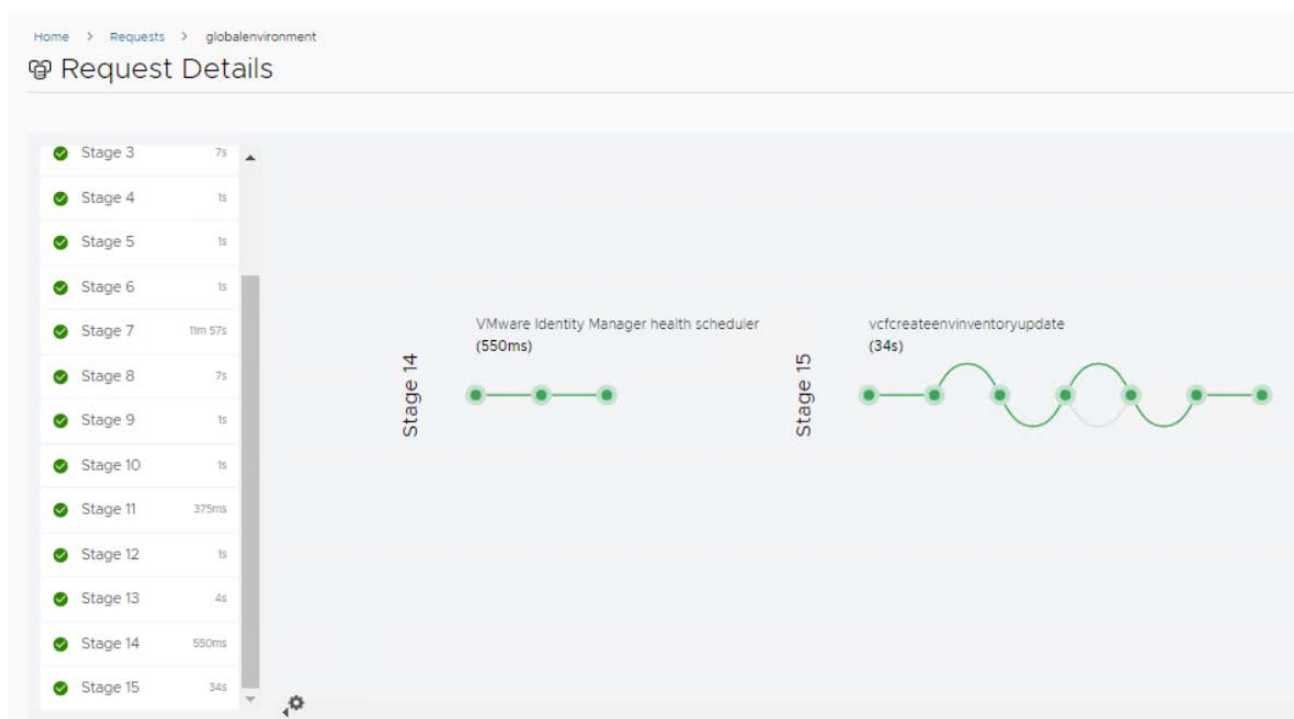 Home > Requests > globalenvironment
Request Details
Stage 3 7s
Stage 4 1s
Stage 5 1s
Stage 6 1s
Stage 7 11m 57s
Stage 8 7s
Stage 9 1s
Stage 10 1s
Stage 11 375ms
Stage 12 1s
Stage 13 4s
Stage 14 550ms
Stage 15 34s
Stage 14
VMware Identity Manager health scheduler
(550ms)
Stage 15
vcfcreateenvinventoryupdate
(34s)